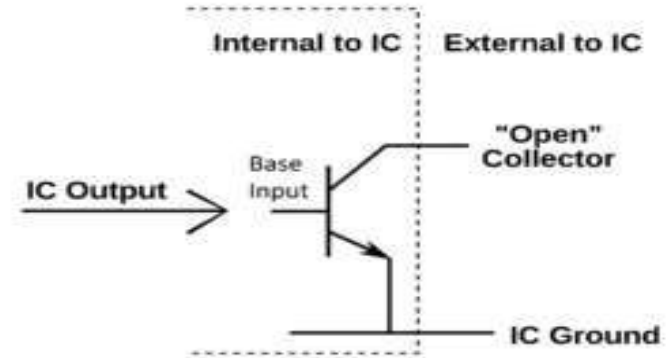 Internal to IC
External to IC
"Open"
Collector
Base
Input
IC Output
IC Ground